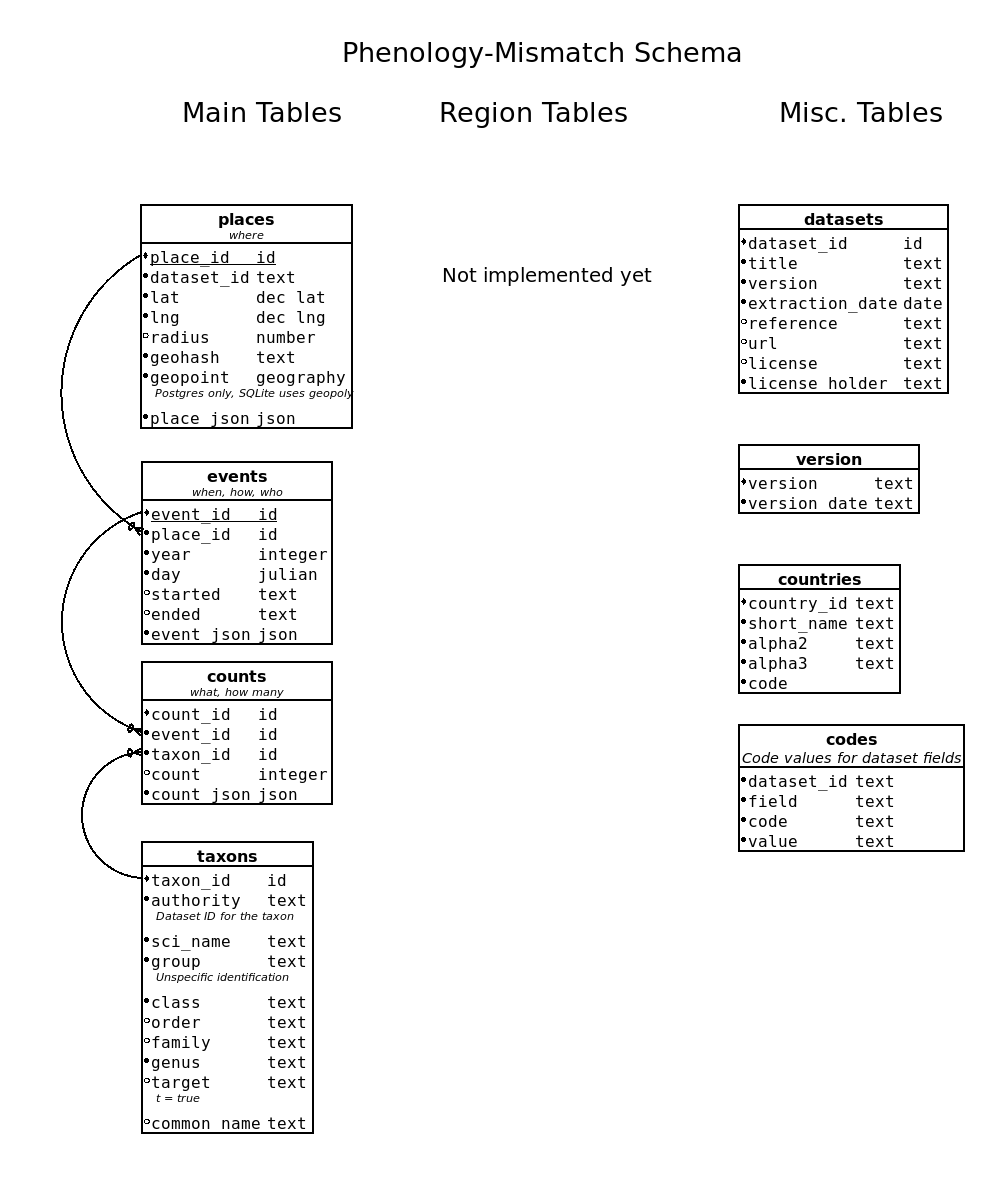 Phenology-Mismatch Schema
Main Tables
Region Tables
Misc. Tables
places
where
place_id id
dataset_id text
lat dec lat
lng dec lng
radius number
geohash text
geopoint geography
Postgres only, SQLite uses geopoly
place_json json
events
when, how, who
event_id id
place_id id
year integer
day julian
started text
ended text
event_json json
counts
what, how many
count_id id
event_id id
taxon_id id
count integer
count_json json
taxons
taxon_id id
authority text
Dataset ID for the taxon
sci_name text
group text
Unspecific identification
class text
order text
family text
genus text
target text
t = true
common_name text
Not implemented yet
datasets
dataset_id id
title text
version text
extraction_date date
reference text
url text
license text
license_holder text
version
version text
version_date text
countries
country_id text
short_name text
alpha2 text
alpha3 text
code
codes
Code values for dataset fields
dataset_id text
field text
code text
value text